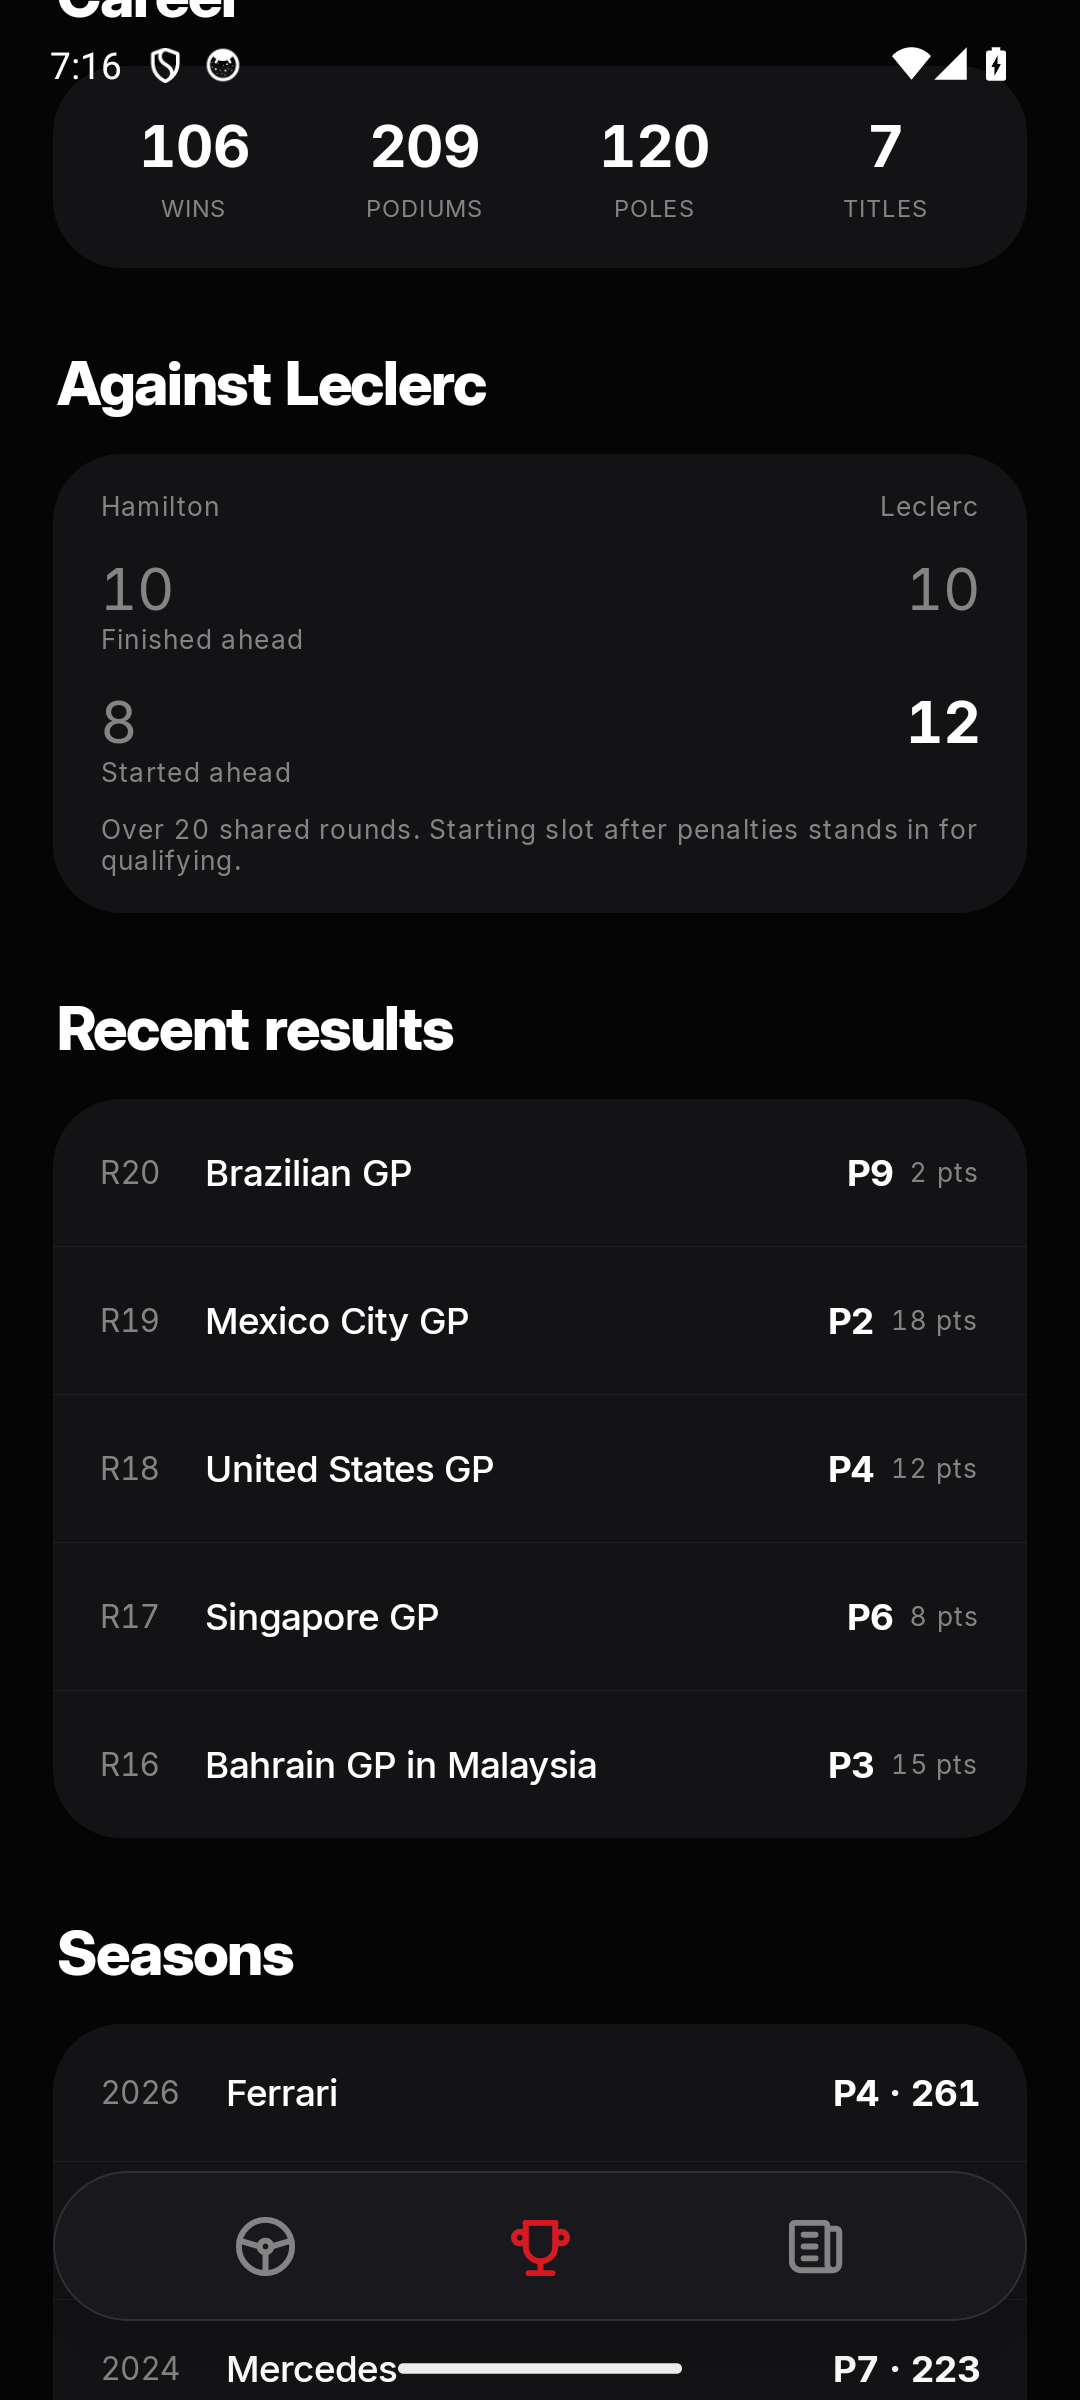 Career
7:16
106 209 120 7
WINS PODIUMS POLES TITLES
Against Leclerc
Hamilton Leclerc
10 10
Finished ahead
8 12
Started ahead
Over 20 shared rounds. Starting slot after penalties stands in for
qualifying.
Recent results
R20 Brazilian GP P9 2 pts
R19 Mexico City GP P2 18 pts
R18 United States GP P4 12 pts
R17 Singapore GP P6 8 pts
R16 Bahrain GP in Malaysia P3 15 pts
Seasons
2026 Ferrari P4 · 261
2024 Mercedes P7 · 223